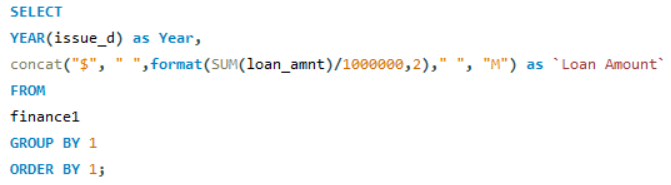 SELECT
YEAR(issue_d) as Year,
concat("$", " ",format(SUM(loan_amnt)/1000000,2)," ", "M") as `Loan Amount`
FROM
finance1
GROUP BY 1
ORDER BY 1;